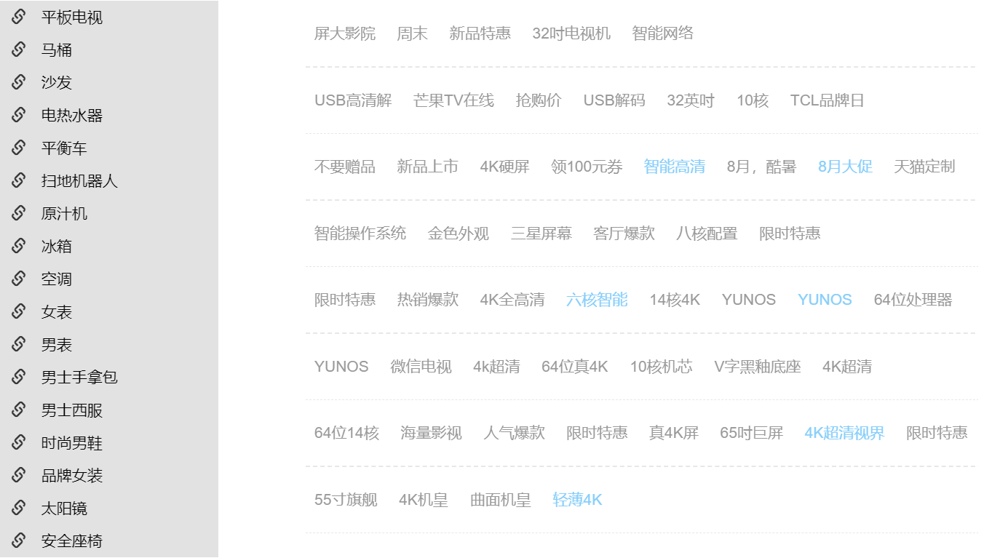 平板电视
马桶
沙发
电热水器
平衡车
扫地机器人
原汁机
冰箱
空调
女表
男表
男士手拿包
男士西服
时尚男鞋
品牌女装
太阳镜
安全座椅
屏大影院 周末 新品特惠 32吋电视机 智能网络
USB高清解 芒果TV在线 抢购价 USB解码 32英吋 10核 TCL品牌日
不要赠品 新品上市 4K硬屏 领100元券 智能高清 8月，酷暑 8月大促 天猫定制
智能操作系统 金色外观 三星屏幕 客厅爆款 八核配置 限时特惠
限时特惠 热销爆款 4K全高清 六核智能 14核4K YUNOS YUNOS 64位处理器
YUNOS 微信电视 4k超清 64位真4K 10核机芯 V字黑釉底座 4K超清
64位14核 海量影视 人气爆款 限时特惠 真4K屏 65吋巨屏 4K超清视界 限时特惠
55寸旗舰 4K机皇 曲面机皇 轻薄4K